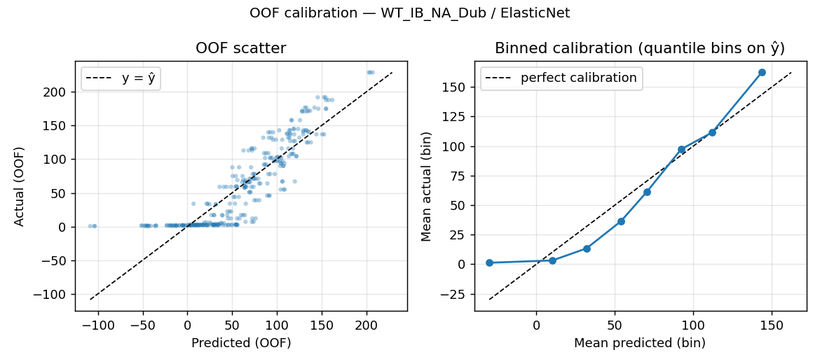 OOF calibration — WT_IB_NA_Dub / ElasticNet
OOF scatter
y = ŷ
Actual (OOF)
200
150
100
50
0
−50
−100
−100
−50
0
50
100
150
200
Predicted (OOF)
Binned calibration (quantile bins on ŷ)
perfect calibration
Mean actual (bin)
150
125
100
75
50
25
0
−25
0
50
100
150
Mean predicted (bin)